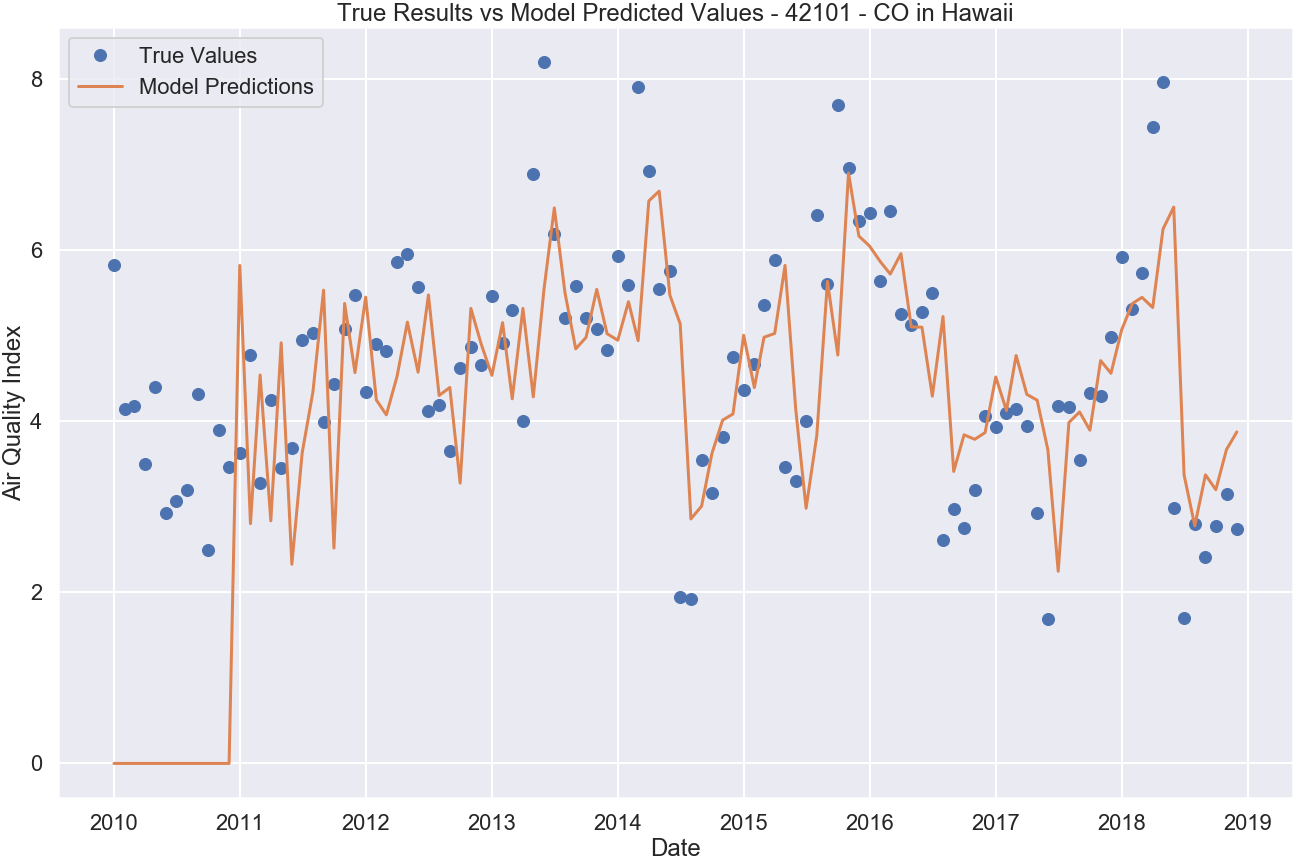 True Results vs Model Predicted Values - 42101 - CO in Hawaii
True Values
Model Predictions
8
6
4
2
0
Air Quality Index
2010 2011 2012 2013 2014 2015 2016 2017 2018 2019
Date